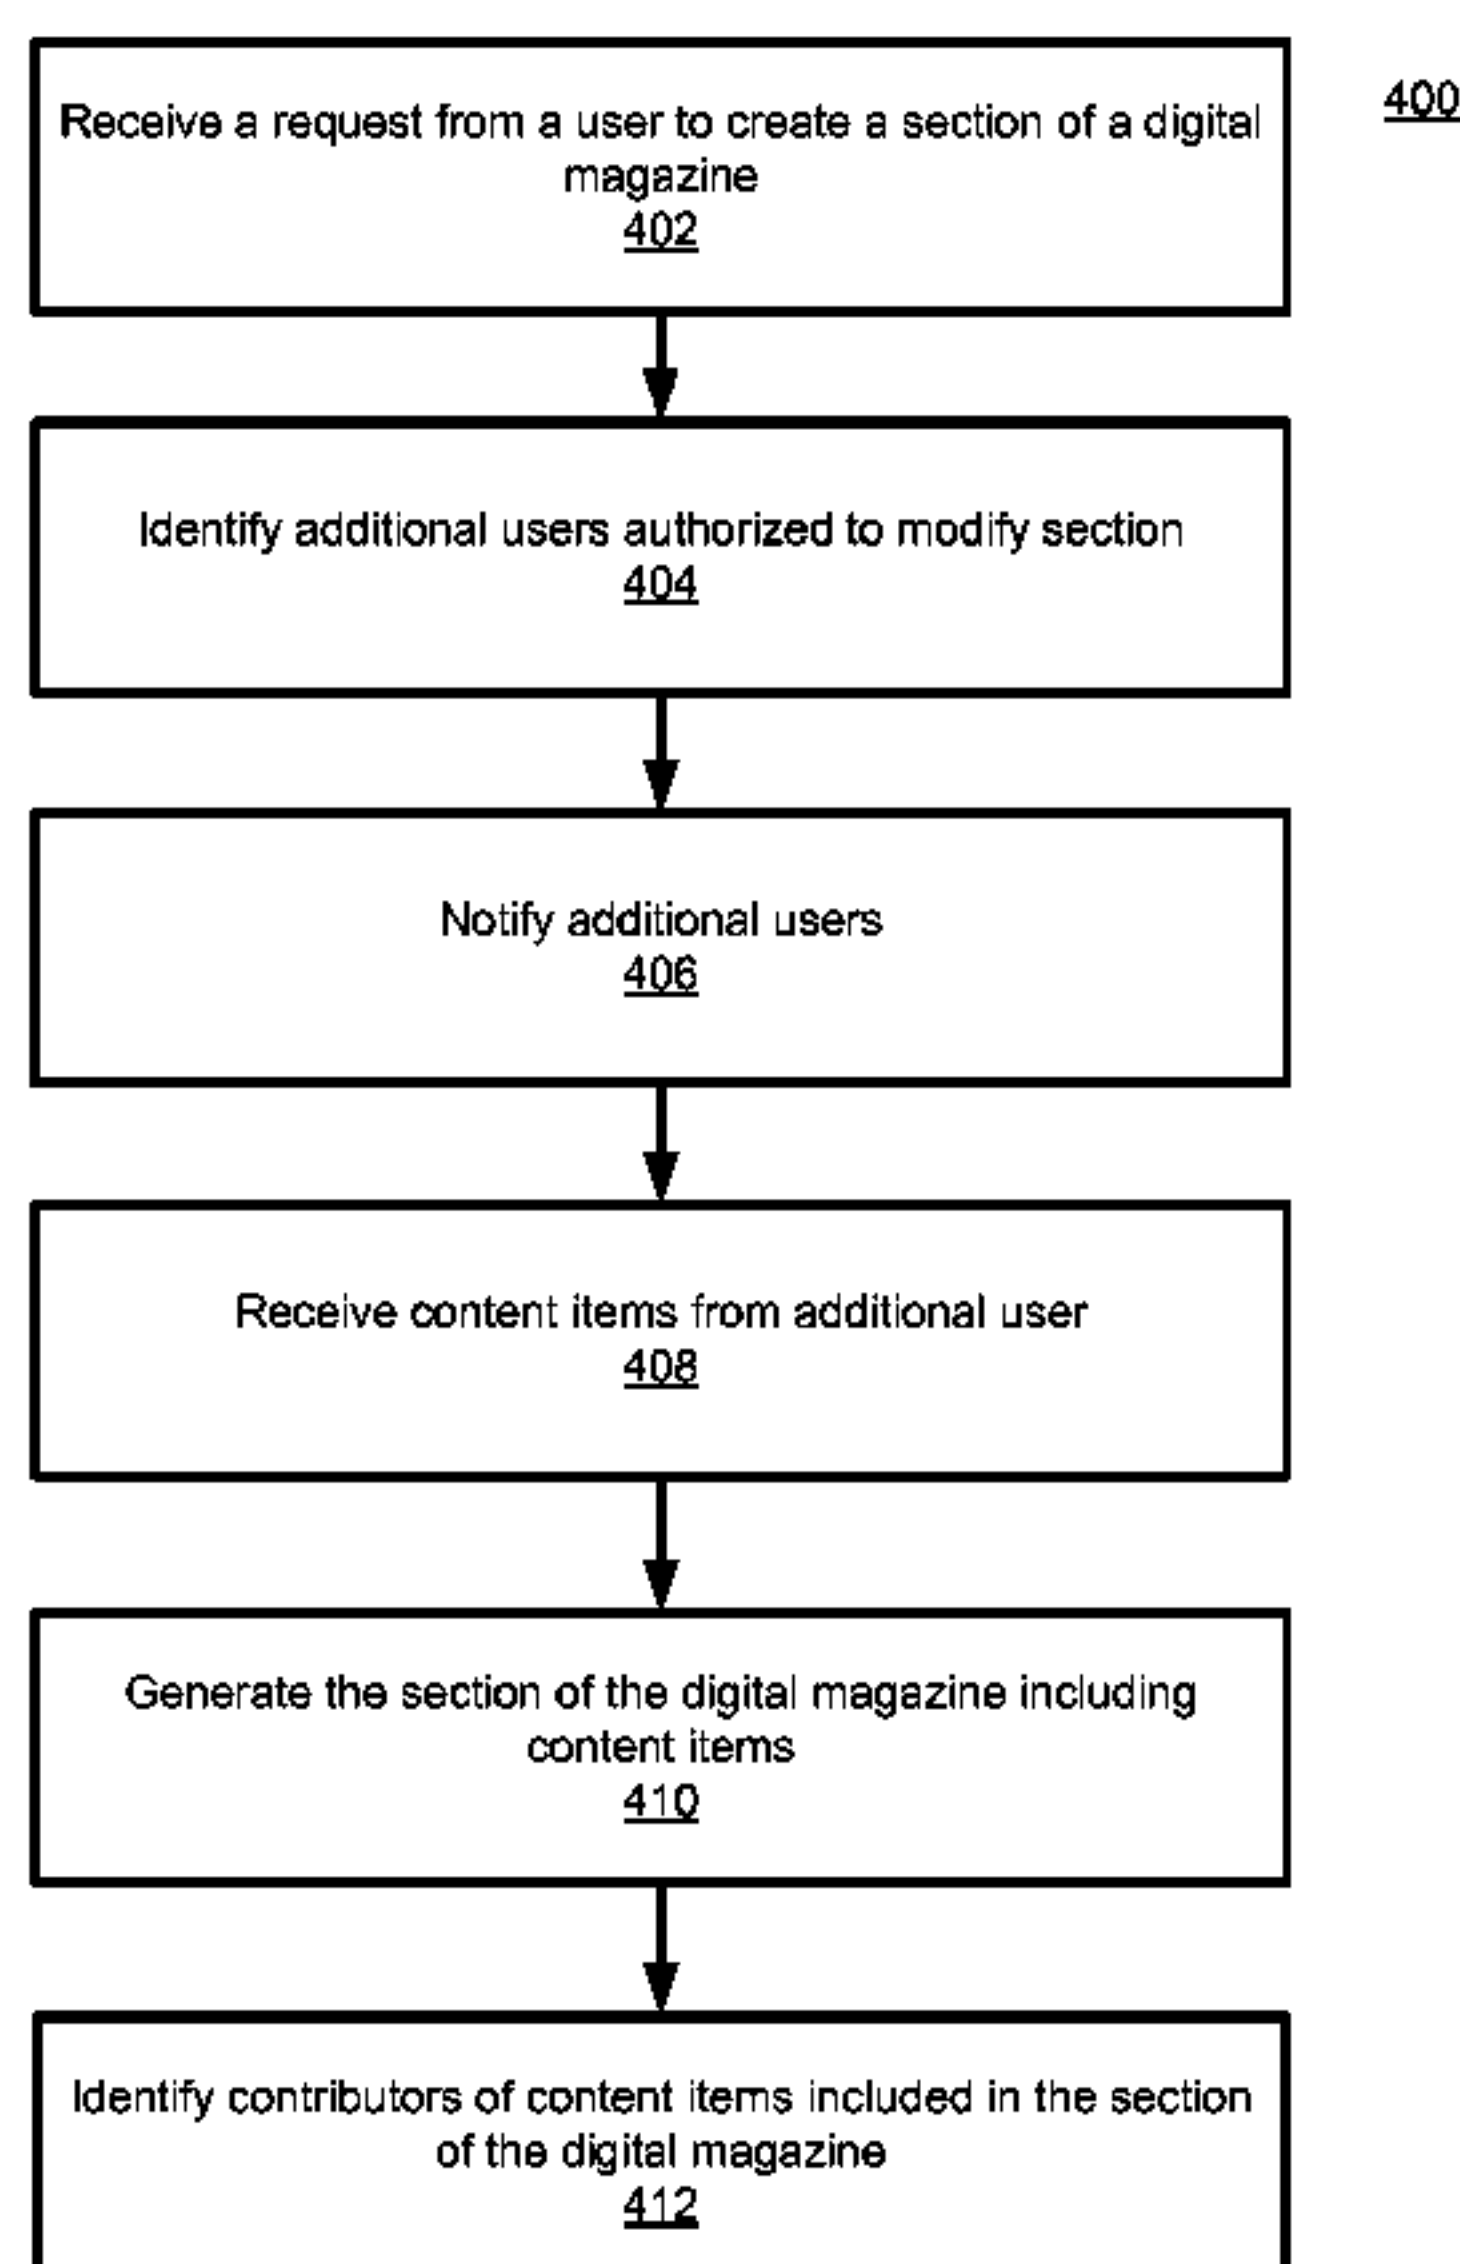 400
Receive a request from a user to create a section of a digital
magazine
402
Identify additional users authorized to modify section
404
Notify additional users
406
Receive content items from additional user
408
Generate the section of the digital magazine including
content items
410
Identify contributors of content items included in the section
of the digital magazine
412